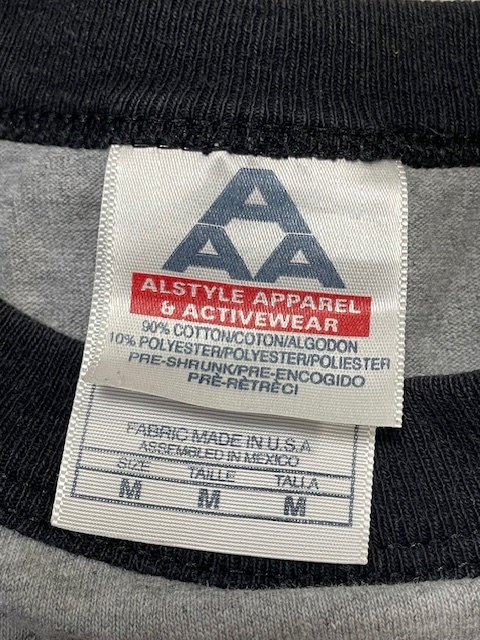 A
AA
ALSTYLE APPAREL
& ACTIVEWEAR
90% COTTON/COTON/ALGODON
10% POLYESTER/POLYESTER/POLIESTER
PRE-SHRUNK/PRE-ENCOGIDO
PRÉ-RÉTRÉCI
FABRIC MADE IN U.S.A
ASSEMBLED IN MEXICO
SIZE TAILLE TALLA
M M M